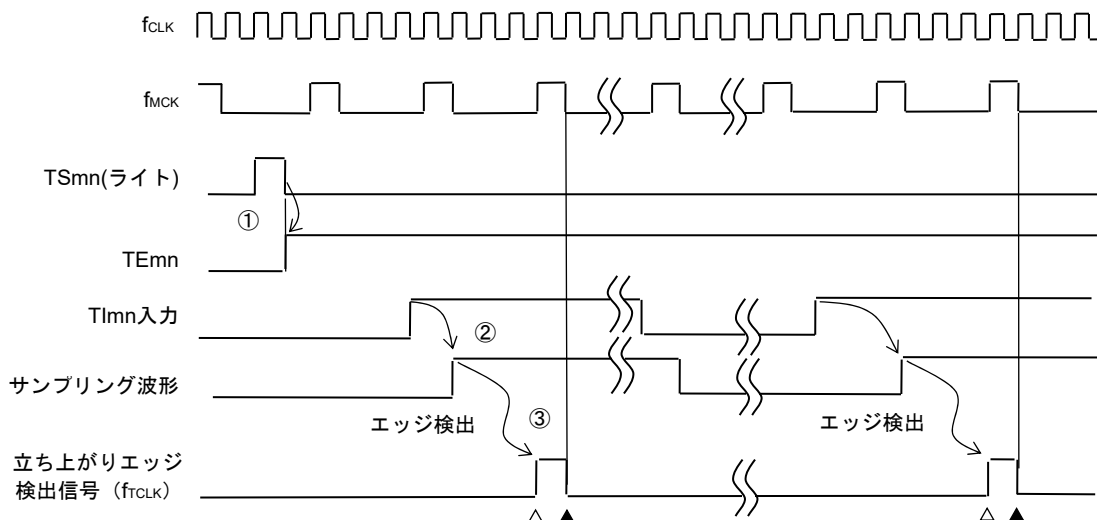 fCLK
fMCK
TSmn(ライト)
①
TEmn
TImn入力
②
サンプリング波形
エッジ検出
③
エッジ検出
立ち上がりエッジ
検出信号（fTCLK）
△ ▲ △ ▲